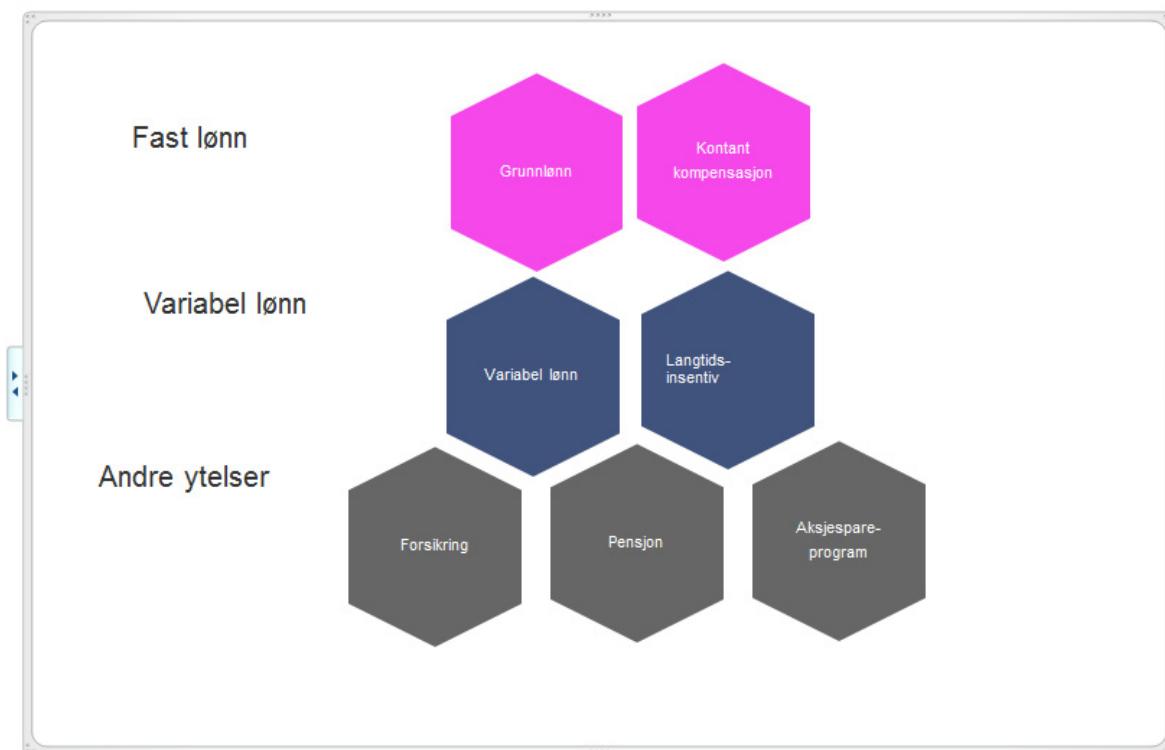 Fast lønn
Grunnlønn
Kontant
kompensasjon
Variabel lønn
Variabel lønn
Langtids-
insentiv
Andre ytelser
Forsikring
Pensjon
Aksjespare-
program